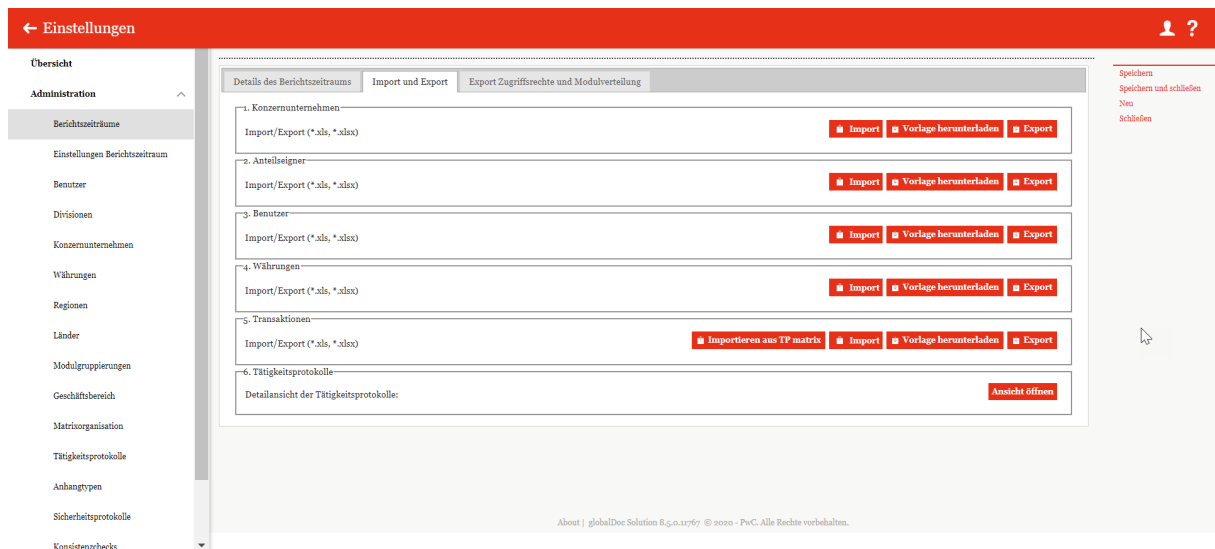 Einstellungen
?
Übersicht
Administration
Berichtszeiträume
Einstellungen Berichtszeitraum
Benutzer
Divisionen
Konzernunternehmen
Währungen
Regionen
Länder
Modulgruppierungen
Geschäftsbereich
Matrixorganisation
Tätigkeitsprotokolle
Anhangtypen
Sicherheitsprotokolle
Konsistenzchecks
Details des Berichtszeitraums Import und Export Export Zugriffsrechte und Modulverteilung
1. Konzernunternehmen
Import/Export (*.xls, *.xlsx) Import Vorlage herunterladen Export
2. Anteilseigner
Import/Export (*.xls, *.xlsx) Import Vorlage herunterladen Export
3. Benutzer
Import/Export (*.xls, *.xlsx) Import Vorlage herunterladen Export
4. Währungen
Import/Export (*.xls, *.xlsx) Import Vorlage herunterladen Export
5. Transaktionen
Import/Export (*.xls, *.xlsx) Importieren aus TP matrix Import Vorlage herunterladen Export
6. Tätigkeitsprotokolle
Detailansicht der Tätigkeitsprotokolle: Ansicht öffnen
Speichern
Speichern und schließen
Neu
Schließen
About | globalDoc Solution 8.5.0.11767 © 2020 - PwC. Alle Rechte vorbehalten.